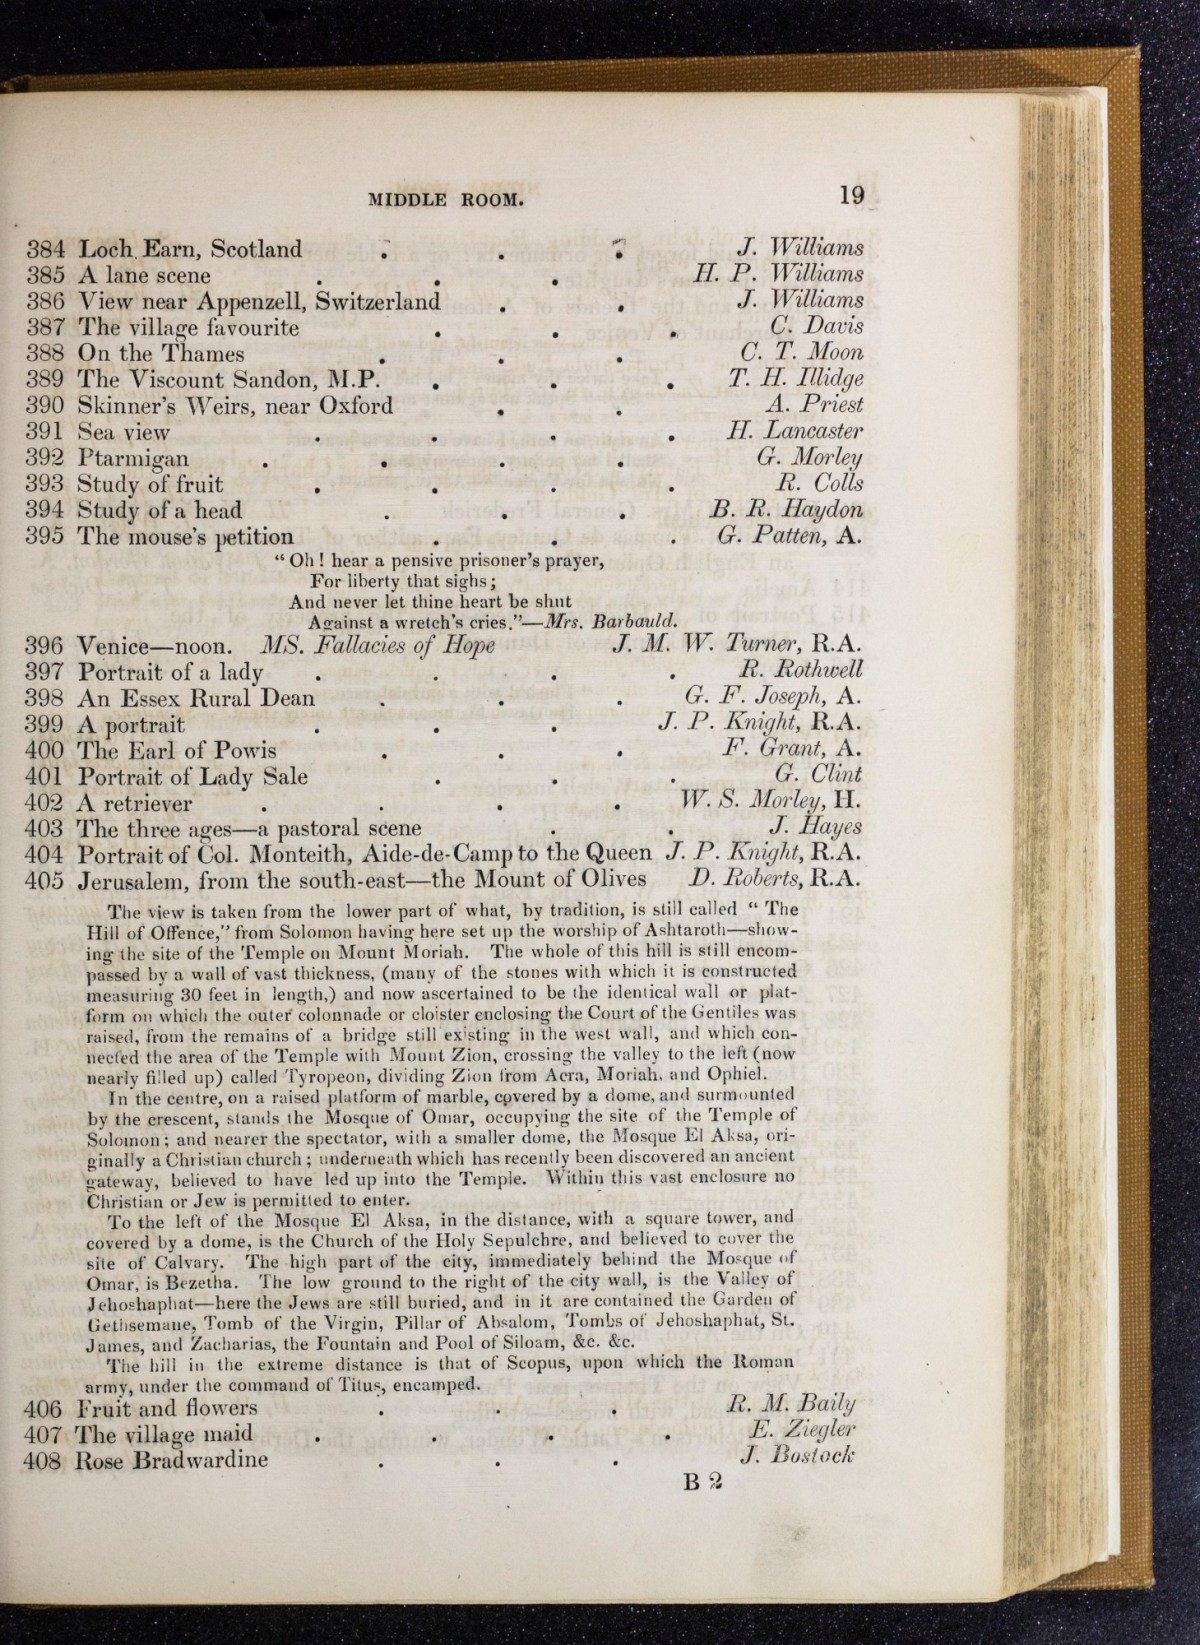 MIDDLE ROOM. 19
384 Loch Earn, Scotland . . . J. Williams
385 A lane scene . . . H. P. Williams
386 View near Appenzell, Switzerland . . J. Williams
387 The village favourite . . . C. Davis
388 On the Thames . . . C. T. Moon
389 The Viscount Sandon, M.P. . . . T. H. Illidge
390 Skinner's Weirs, near Oxford . . A. Priest
391 Sea view . . . . H. Lancaster
392 Ptarmigan . . . . G. Morley
393 Study of fruit . . . . R. Colls
394 Study of a head . . . B. R. Haydon
395 The mouse's petition . . . G. Patten, A.
“ Oh ! hear a pensive prisoner's prayer,
For liberty that sighs ;
And never let thine heart be shut
Against a wretch's cries.”—Mrs. Barbauld.
396 Venice—noon. MS. Fallacies of Hope J. M. W. Turner, R.A.
397 Portrait of a lady . . . . R. Rothwell
398 An Essex Rural Dean . . . G. F. Joseph, A.
399 A portrait . . . J. P. Knight, R.A.
400 The Earl of Powis . . . F. Grant, A.
401 Portrait of Lady Sale . . . G. Clint
402 A retriever . . . . W. S. Morley, H.
403 The three ages—a pastoral scene . . J. Hayes
404 Portrait of Col. Monteith, Aide-de-Camp to the Queen J. P. Knight, R.A.
405 Jerusalem, from the south-east—the Mount of Olives D. Roberts, R.A.
The view is taken from the lower part of what, by tradition, is still called “ The
Hill of Offence,” from Solomon having here set up the worship of Ashtaroth—show-
ing the site of the Temple on Mount Moriah. The whole of this hill is still encom-
passed by a wall of vast thickness, (many of the stones with which it is constructed
measuring 30 feet in length,) and now ascertained to be the identical wall or plat-
form on which the outer colonnade or cloister enclosing the Court of the Gentiles was
raised, from the remains of a bridge still existing in the west wall, and which con-
nected the area of the Temple with Mount Zion, crossing the valley to the left (now
nearly filled up) called Tyropeon, dividing Zion from Acra, Moriah, and Ophiel.
In the centre, on a raised platform of marble, covered by a dome, and surmounted
by the crescent, stands the Mosque of Omar, occupying the site of the Temple of
Solomon ; and nearer the spectator, with a smaller dome, the Mosque El Aksa, ori-
ginally a Christian church ; underneath which has recently been discovered an ancient
gateway, believed to have led up into the Temple. Within this vast enclosure no
Christian or Jew is permitted to enter.
To the left of the Mosque El Aksa, in the distance, with a square tower, and
covered by a dome, is the Church of the Holy Sepulchre, and believed to cover the
site of Calvary. The high part of the city, immediately behind the Mosque of
Omar, is Bezetha. The low ground to the right of the city wall, is the Valley of
Jehoshaphat—here the Jews are still buried, and in it are contained the Garden of
Gethsemane, Tomb of the Virgin, Pillar of Absalom, Tombs of Jehoshaphat, St.
James, and Zacharias, the Fountain and Pool of Siloam, &c. &c.
The hill in the extreme distance is that of Scopus, upon which the Roman
army, under the command of Titus, encamped.
406 Fruit and flowers . . . R. M. Baily
407 The village maid . . . . E. Ziegler
408 Rose Bradwardine . . . J. Bostock
B 2